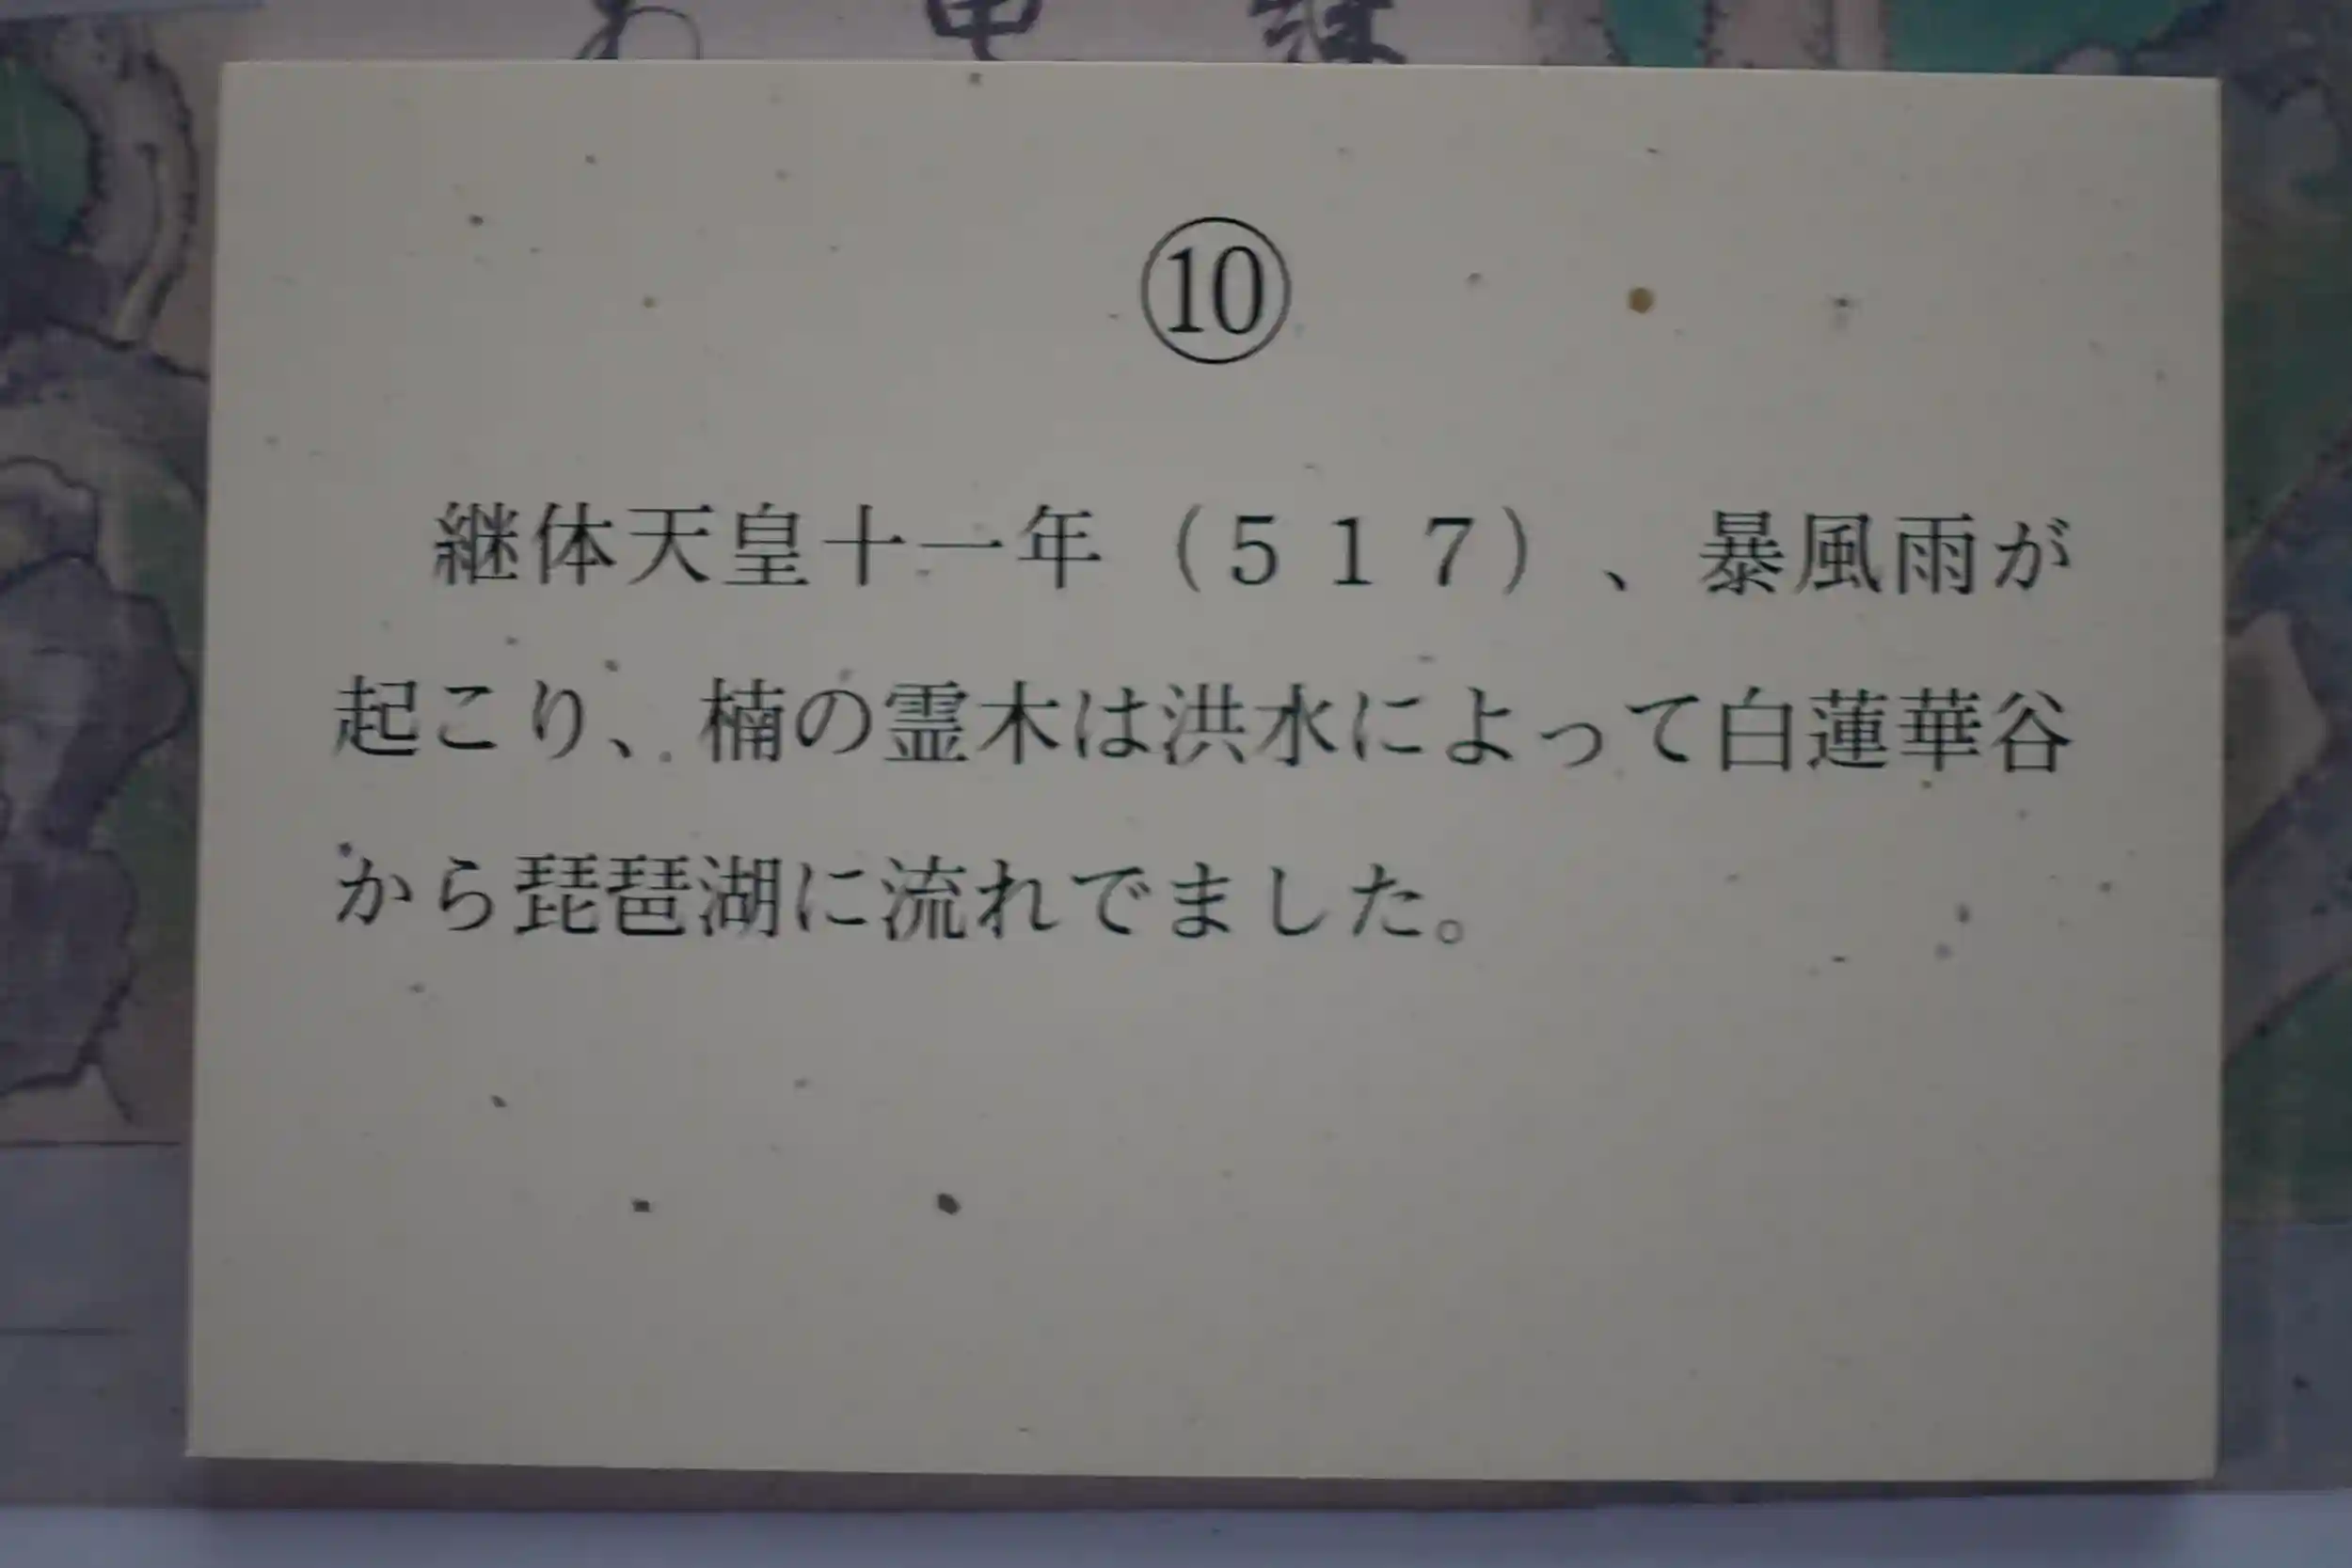 ⑩
継体天皇十一年（５１７）、暴風雨が
起こり、楠の霊木は洪水によって白蓮華谷
から琵琶湖に流れでました。